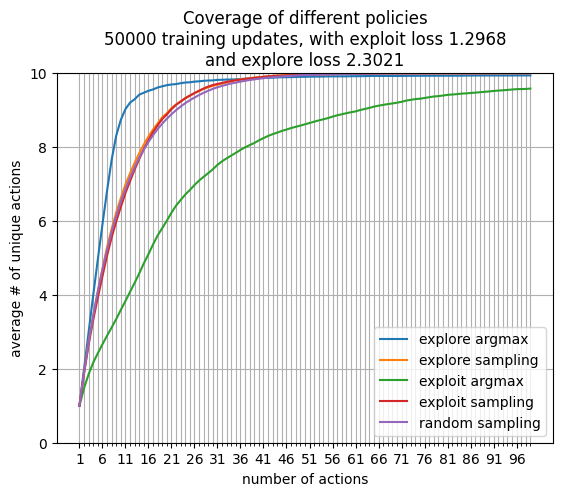 Coverage of different policies
50000 training updates, with exploit loss 1.2968
and explore loss 2.3021
10
8
6
4
2
0
average # of unique actions
explore argmax
explore sampling
exploit argmax
exploit sampling
random sampling
1 6 11 16 21 26 31 36 41 46 51 56 61 66 71 76 81 86 91 96
number of actions